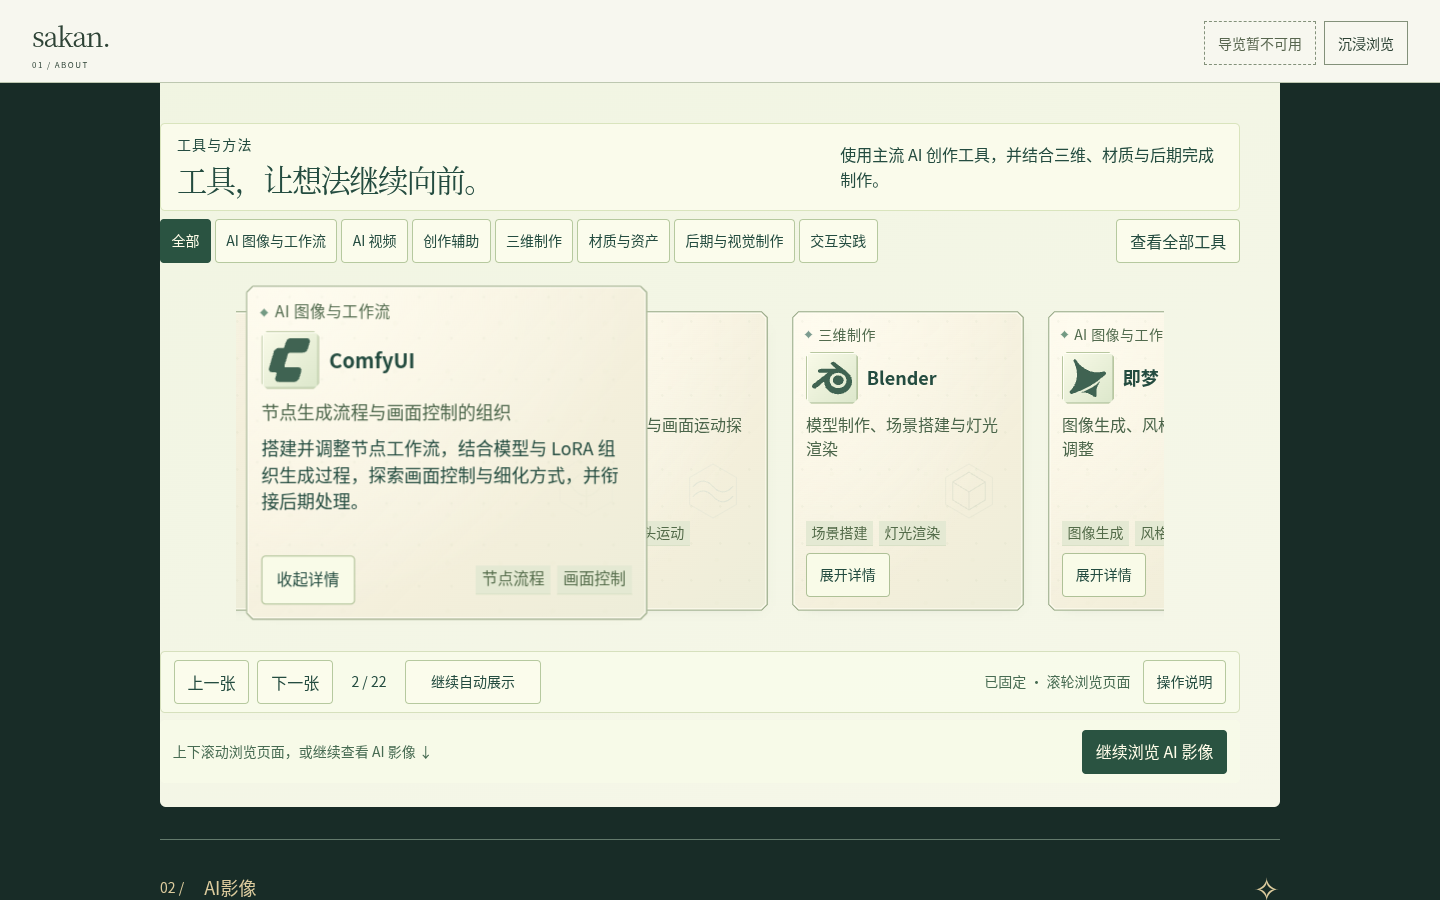 sakan.
01 / ABOUT
导览暂不可用
沉浸浏览
工具与方法
工具，让想法继续向前。
使用主流 AI 创作工具，并结合三维、材质与后期完成
制作。
全部
AI 图像与工作流
AI 视频
创作辅助
三维制作
材质与资产
后期与视觉制作
交互实践
查看全部工具
AI 图像与工作流
ComfyUI
节点生成流程与画面控制的组织
搭建并调整节点工作流，结合模型与 LoRA 组
织生成过程，探索画面控制与细化方式，并衔
接后期处理。
收起详情
节点流程
画面控制
与画面运动探
头运动
三维制作
Blender
模型制作、场景搭建与灯光
渲染
场景搭建
灯光渲染
展开详情
AI 图像与工作
即梦
图像生成、风格
调整
图像生成
风格
展开详情
上一张
下一张
2 / 22
继续自动展示
已固定 · 滚轮浏览页面
操作说明
上下滚动浏览页面，或继续查看 AI 影像 ↓
继续浏览 AI 影像
02 /
AI影像